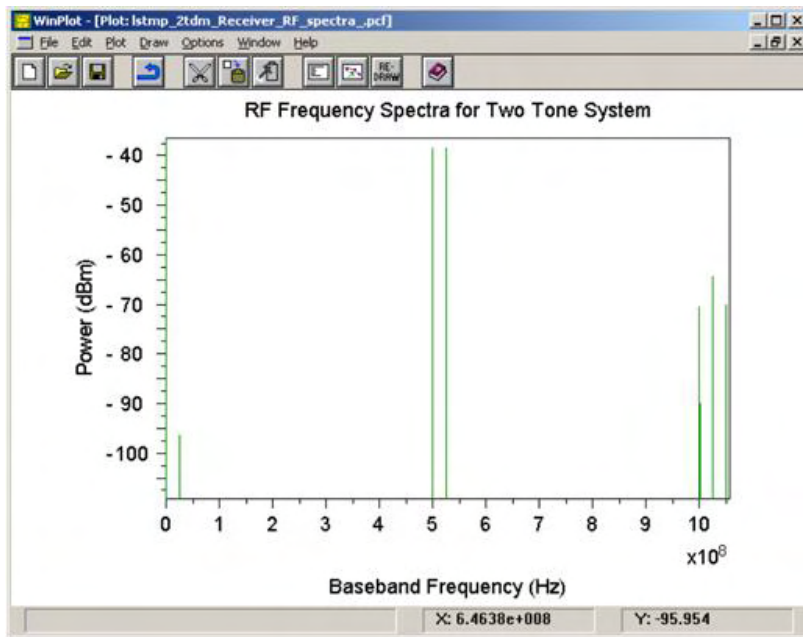 WinPlot - [Plot: lstmp_2tdm_Receiver_RF_spectra_.pcf]
File Edit Plot Draw Options Window Help
RE-
DRAW
RF Frequency Spectra for Two Tone System
Power (dBm)
- 40
- 50
- 60
- 70
- 80
- 90
-100
0 1 2 3 4 5 6 7 8 9 10
x10^8
Baseband Frequency (Hz)
X: 6.4638e+008 Y: -95.954